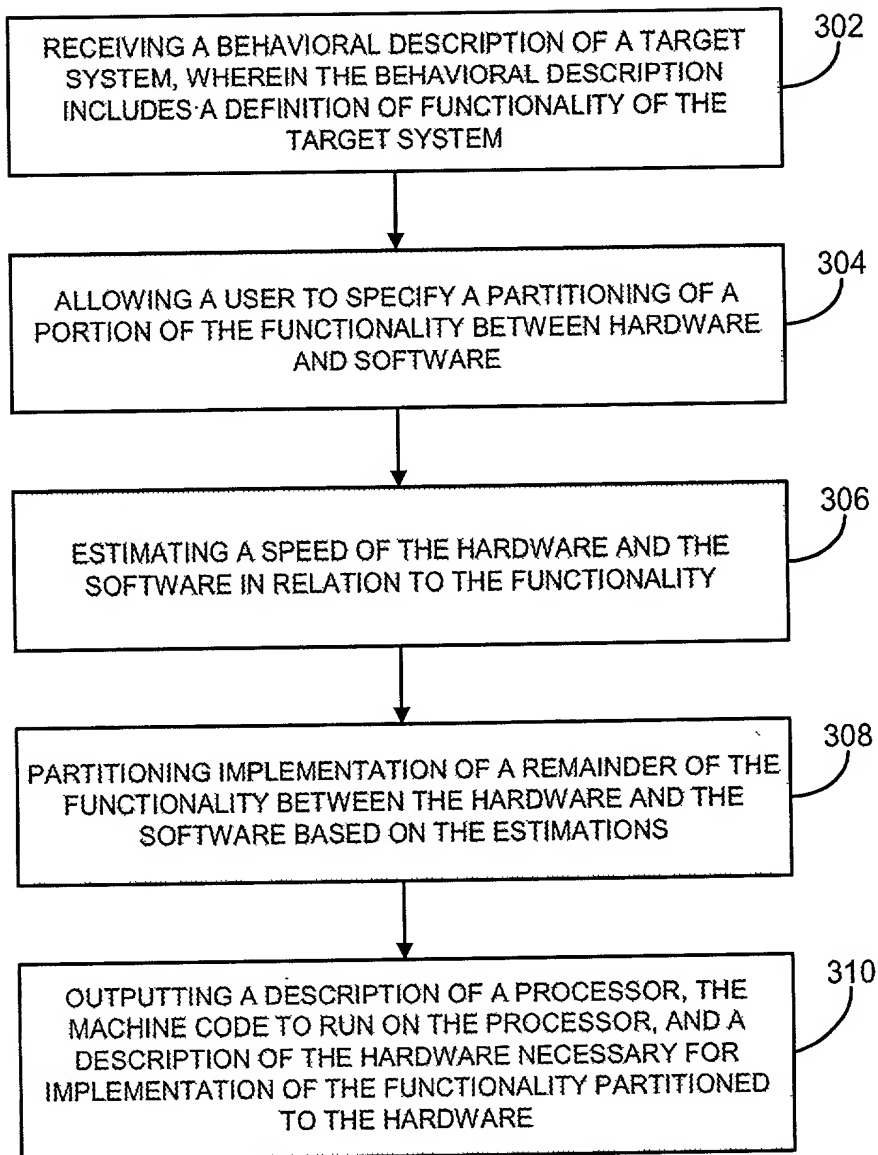 RECEIVING A BEHAVIORAL DESCRIPTION OF A TARGET
SYSTEM, WHEREIN THE BEHAVIORAL DESCRIPTION
INCLUDES A DEFINITION OF FUNCTIONALITY OF THE
TARGET SYSTEM
302
ALLOWING A USER TO SPECIFY A PARTITIONING OF A
PORTION OF THE FUNCTIONALITY BETWEEN HARDWARE
AND SOFTWARE
304
ESTIMATING A SPEED OF THE HARDWARE AND THE
SOFTWARE IN RELATION TO THE FUNCTIONALITY
306
PARTITIONING IMPLEMENTATION OF A REMAINDER OF THE
FUNCTIONALITY BETWEEN THE HARDWARE AND THE
SOFTWARE BASED ON THE ESTIMATIONS
308
OUTPUTTING A DESCRIPTION OF A PROCESSOR, THE
MACHINE CODE TO RUN ON THE PROCESSOR, AND A
DESCRIPTION OF THE HARDWARE NECESSARY FOR
IMPLEMENTATION OF THE FUNCTIONALITY PARTITIONED
TO THE HARDWARE
310